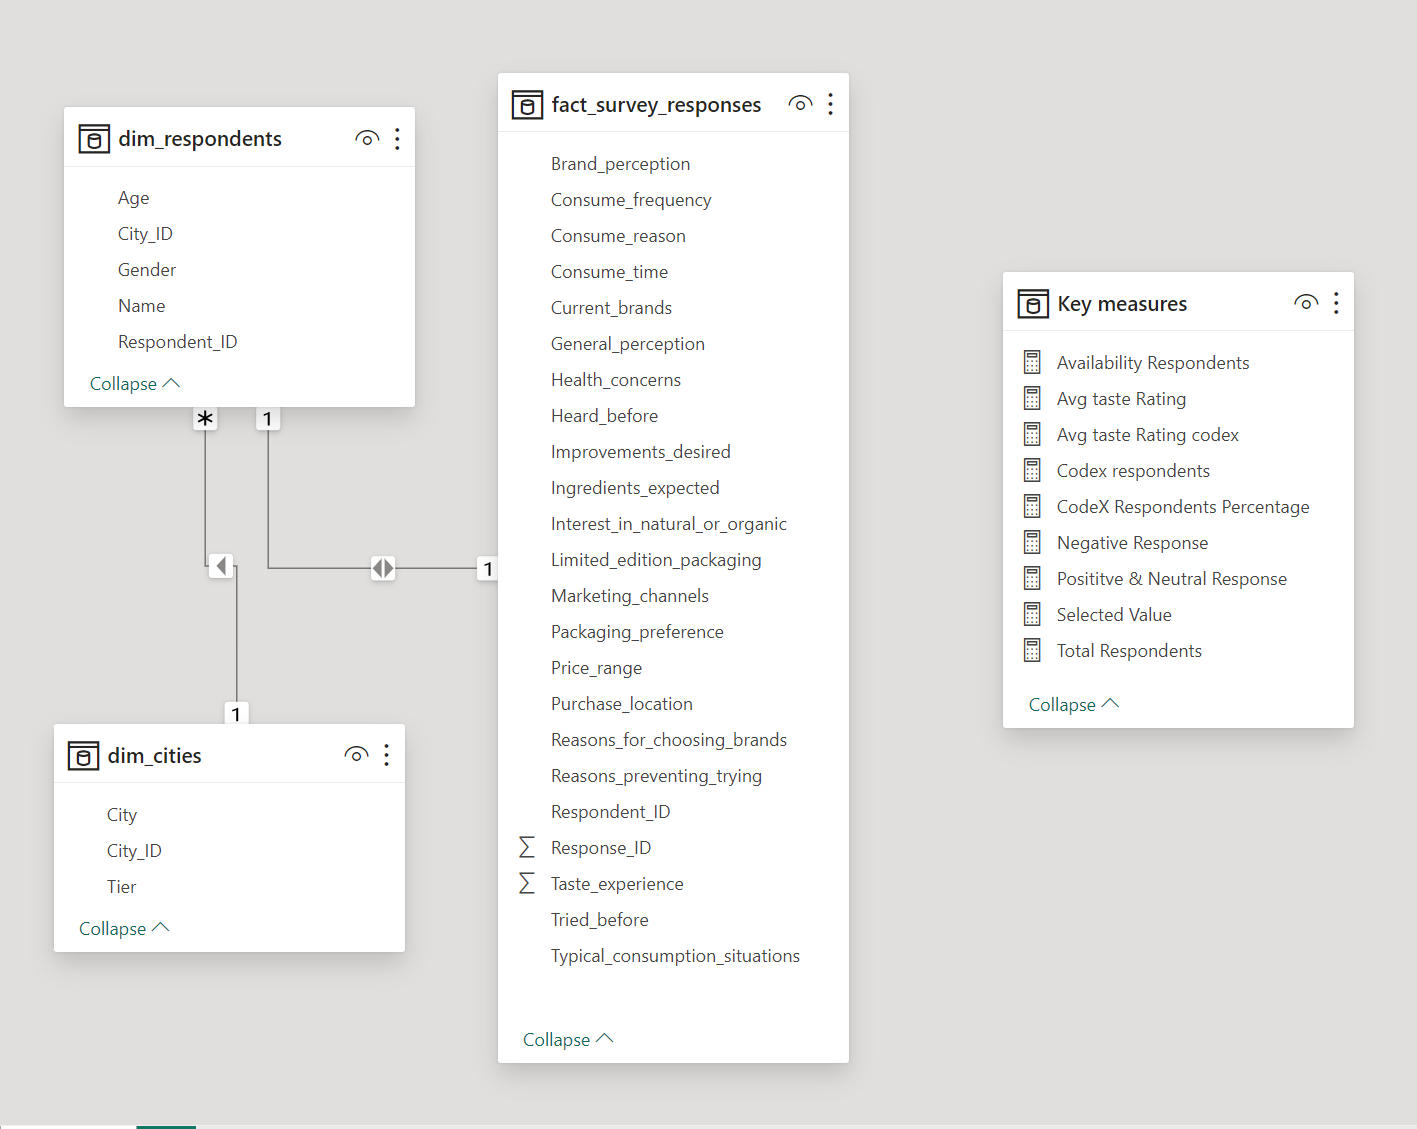 dim_respondents
Age
City_ID
Gender
Name
Respondent_ID
Collapse
*
1
1
1
dim_cities
City
City_ID
Tier
Collapse
fact_survey_responses
Brand_perception
Consume_frequency
Consume_reason
Consume_time
Current_brands
General_perception
Health_concerns
Heard_before
Improvements_desired
Ingredients_expected
Interest_in_natural_or_organic
Limited_edition_packaging
Marketing_channels
Packaging_preference
Price_range
Purchase_location
Reasons_for_choosing_brands
Reasons_preventing_trying
Respondent_ID
∑ Response_ID
∑ Taste_experience
Tried_before
Typical_consumption_situations
Collapse
Key measures
Availability Respondents
Avg taste Rating
Avg taste Rating codex
Codex respondents
CodeX Respondents Percentage
Negative Response
Posititve & Neutral Response
Selected Value
Total Respondents
Collapse